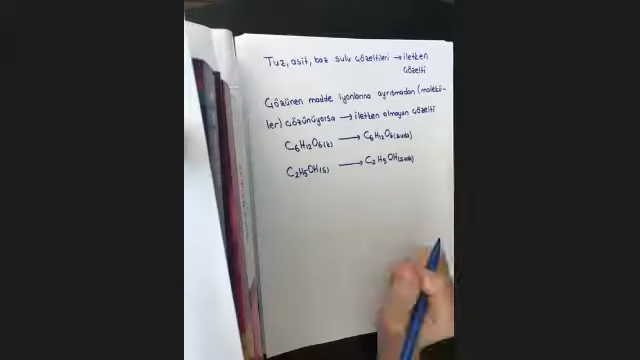 Tuz, asit, baz sulu çözeltileri → iletken
çözelti
Çözünen madde iyonlarına ayrışmadan (molekü-
ler) çözünüyorsa → iletken olmayan çözelti
C₆H₁₂O₆(k) → C₆H₁₂O₆(suda)
C₂H₅OH(s) → C₂H₅OH(suda)